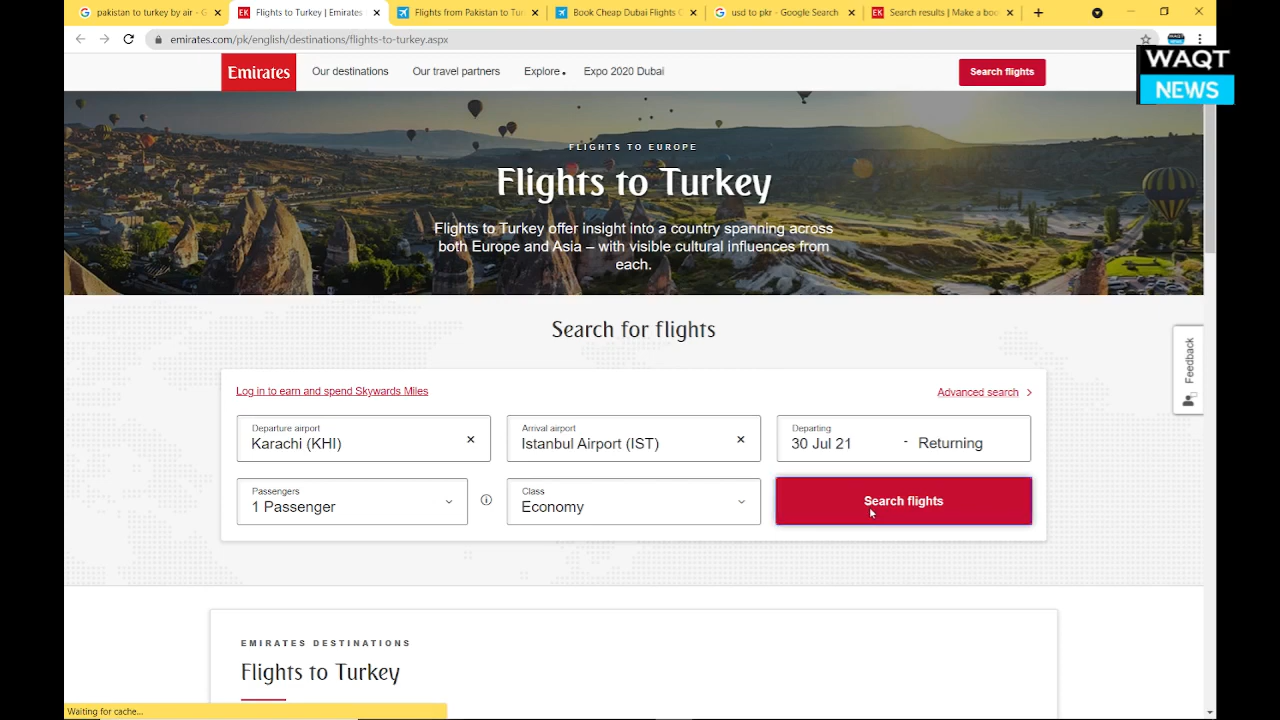 pakistan to turkey by air - G
Flights to Turkey | Emirates
Flights from Pakistan to Tur
Book Cheap Dubai Flights C
usd to pkr - Google Search
Search results | Make a boo
emirates.com/pk/english/destinations/flights-to-turkey.aspx
WAQT
NEWS
Emirates
Our destinations
Our travel partners
Explore
Expo 2020 Dubai
Search flights
FLIGHTS TO EUROPE
Flights to Turkey
Flights to Turkey offer insight into a country spanning across
both Europe and Asia – with visible cultural influences from
each.
Search for flights
Feedback
Log in to earn and spend Skywards Miles
Advanced search
Departure airport
Karachi (KHI)
Arrival airport
Istanbul Airport (IST)
Departing
30 Jul 21 - Returning
Passengers
1 Passenger
Class
Economy
Search flights
EMIRATES DESTINATIONS
Flights to Turkey
Waiting for cache...